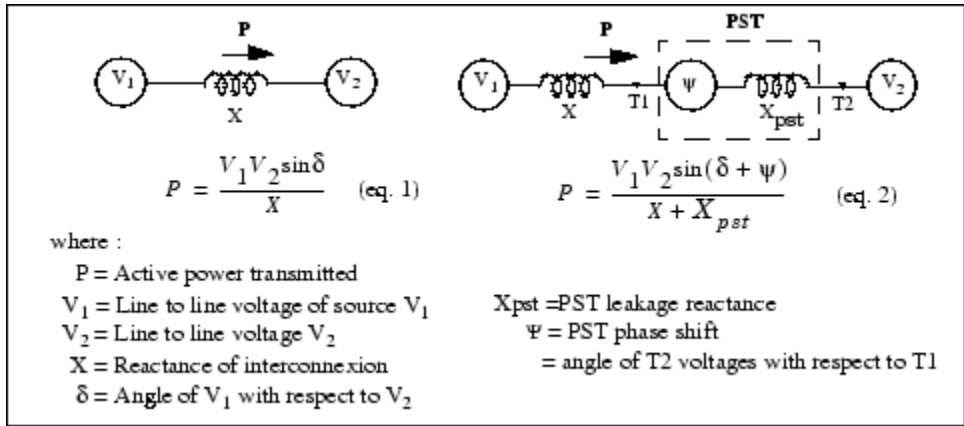 P
V1 X V2
P = V1V2sinδ / X (eq. 1)
P PST
V1 X T1 Ψ Xpst T2 V2
P = V1V2sin(δ + ψ) / X + Xpst (eq. 2)
where :
P = Active power transmitted
V1 = Line to line voltage of source V1
V2 = Line to line voltage V2
X = Reactance of interconnexion
δ = Angle of V1 with respect to V2
Xpst =PST leakage reactance
Ψ = PST phase shift
= angle of T2 voltages with respect to T1